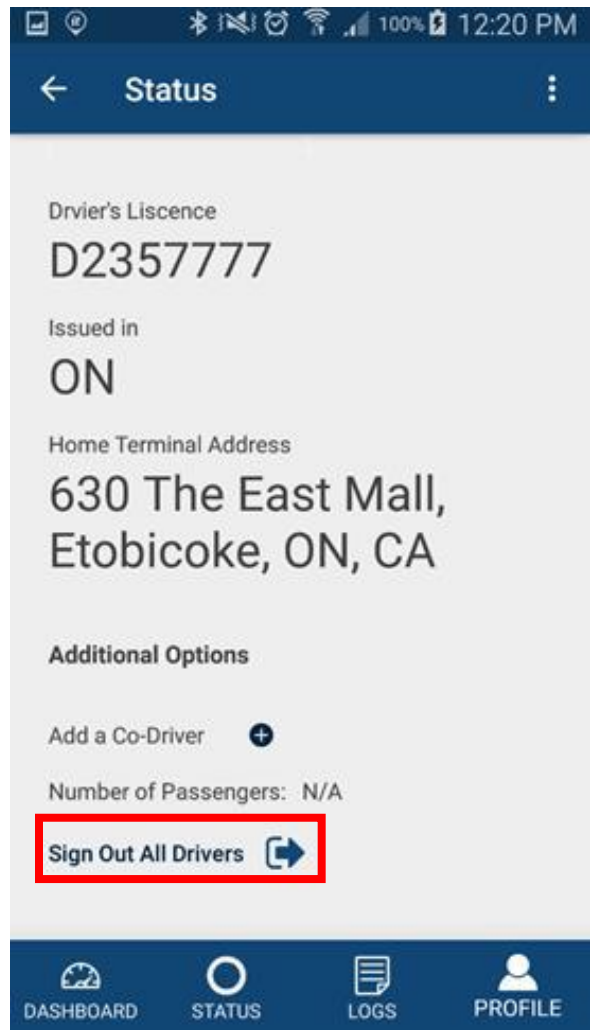 100% 12:20 PM
Status
Drvier's Liscence
D2357777
Issued in
ON
Home Terminal Address
630 The East Mall,
Etobicoke, ON, CA
Additional Options
Add a Co-Driver
Number of Passengers: N/A
Sign Out All Drivers
DASHBOARD STATUS LOGS PROFILE